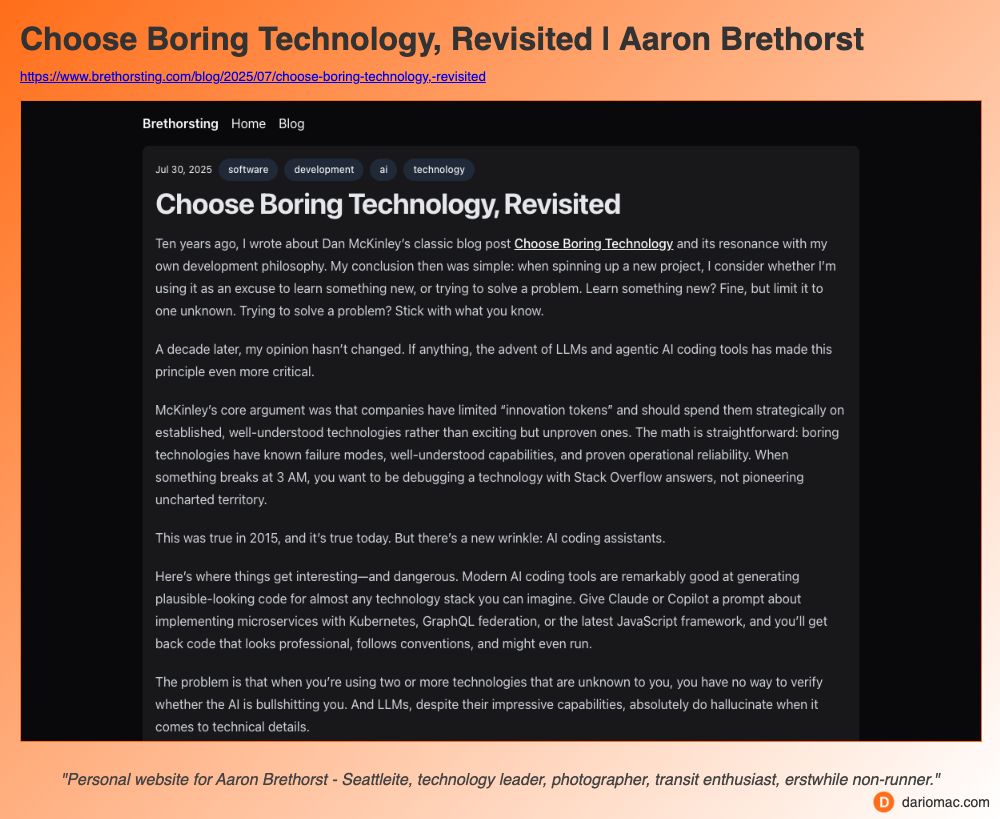 Choose Boring Technology, Revisited | Aaron Brethorst
https://www.brethorsting.com/blog/2025/07/choose-boring-technology,-revisited
Brethorsting Home Blog
Jul 30, 2025 software development ai technology
Choose Boring Technology, Revisited
Ten years ago, I wrote about Dan McKinley’s classic blog post Choose Boring Technology and its resonance with my
own development philosophy. My conclusion then was simple: when spinning up a new project, I consider whether I’m
using it as an excuse to learn something new, or trying to solve a problem. Learn something new? Fine, but limit it to
one unknown. Trying to solve a problem? Stick with what you know.
A decade later, my opinion hasn’t changed. If anything, the advent of LLMs and agentic AI coding tools has made this
principle even more critical.
McKinley’s core argument was that companies have limited “innovation tokens” and should spend them strategically on
established, well-understood technologies rather than exciting but unproven ones. The math is straightforward: boring
technologies have known failure modes, well-understood capabilities, and proven operational reliability. When
something breaks at 3 AM, you want to be debugging a technology with Stack Overflow answers, not pioneering
uncharted territory.
This was true in 2015, and it’s true today. But there’s a new wrinkle: AI coding assistants.
Here’s where things get interesting—and dangerous. Modern AI coding tools are remarkably good at generating
plausible-looking code for almost any technology stack you can imagine. Give Claude or Copilot a prompt about
implementing microservices with Kubernetes, GraphQL federation, or the latest JavaScript framework, and you’ll get
back code that looks professional, follows conventions, and might even run.
The problem is that when you’re using two or more technologies that are unknown to you, you have no way to verify
whether the AI is bullshitting you. And LLMs, despite their impressive capabilities, absolutely do hallucinate when it
comes to technical details.
"Personal website for Aaron Brethorst - Seattleite, technology leader, photographer, transit enthusiast, erstwhile non-runner."
D dariomac.com